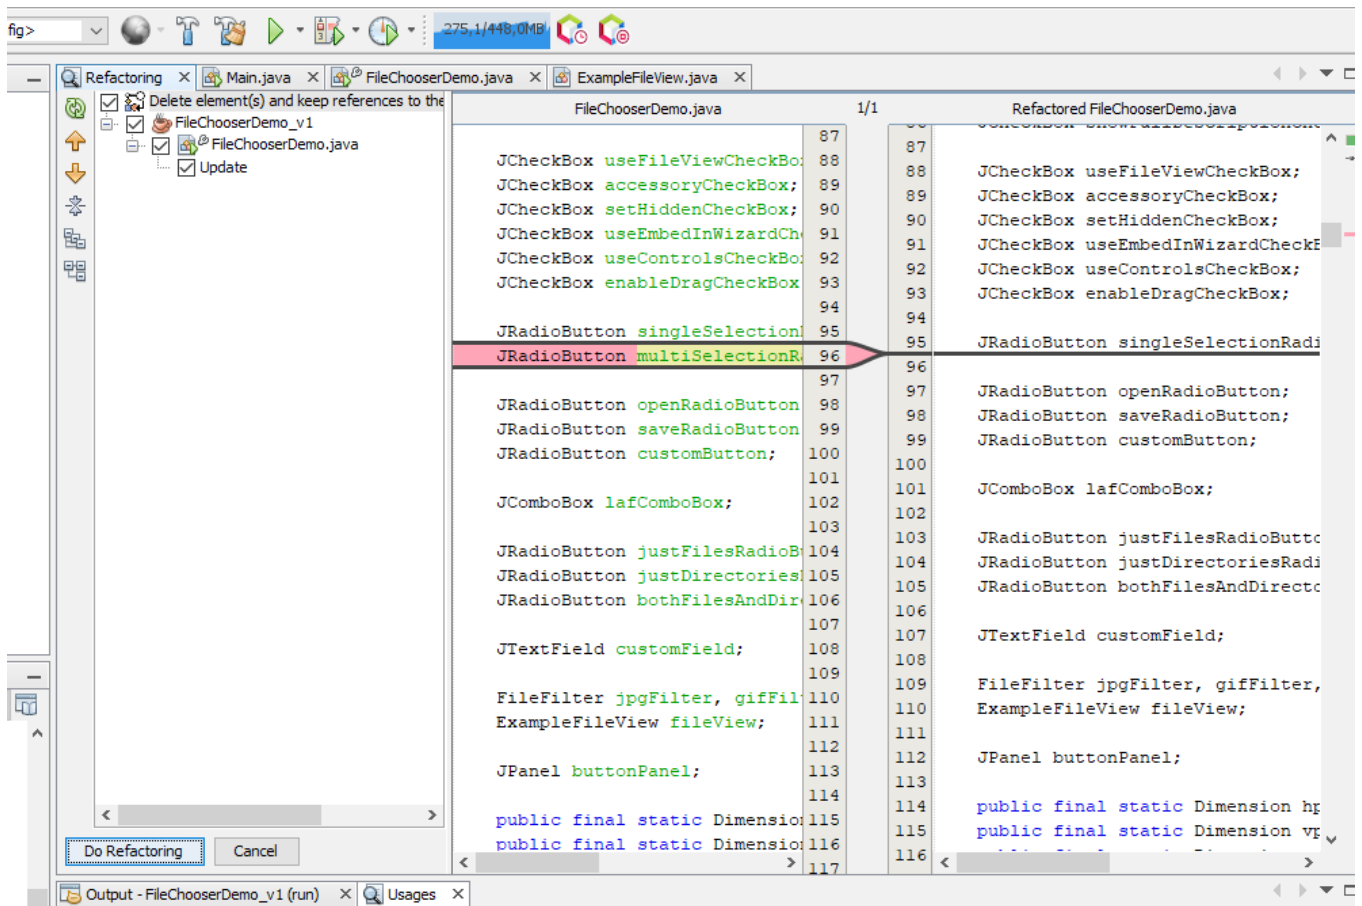 fig>
275,1/448,0MB
Refactoring
Main.java
FileChooserDemo.java
ExampleFileView.java
Delete element(s) and keep references to the
FileChooserDemo_v1
FileChooserDemo.java
Update
Do Refactoring
Cancel
FileChooserDemo.java
1/1
Refactored FileChooserDemo.java
87
JCheckBox useFileViewCheckBo 88
JCheckBox accessoryCheckBox; 89
JCheckBox setHiddenCheckBox; 90
JCheckBox useEmbedInWizardCh 91
JCheckBox useControlsCheckBo 92
JCheckBox enableDragCheckBox 93
94
JRadioButton singleSelection 95
JRadioButton multiSelectionR 96
97
JRadioButton openRadioButton 98
JRadioButton saveRadioButton 99
JRadioButton customButton; 100
101
JComboBox lafComboBox; 102
103
JRadioButton justFilesRadioB 104
JRadioButton justDirectories 105
JRadioButton bothFilesAndDir 106
107
JTextField customField; 108
109
FileFilter jpgFilter, gifFil 110
ExampleFileView fileView; 111
112
JPanel buttonPanel; 113
114
public final static Dimensio 115
public final static Dimensio 116
117
87
88 JCheckBox useFileViewCheckBox;
89 JCheckBox accessoryCheckBox;
90 JCheckBox setHiddenCheckBox;
91 JCheckBox useEmbedInWizardCheckB
92 JCheckBox useControlsCheckBox;
93 JCheckBox enableDragCheckBox;
94
95 JRadioButton singleSelectionRadi
96
97 JRadioButton openRadioButton;
98 JRadioButton saveRadioButton;
99 JRadioButton customButton;
100
101 JComboBox lafComboBox;
102
103 JRadioButton justFilesRadioButto
104 JRadioButton justDirectoriesRadi
105 JRadioButton bothFilesAndDirecto
106
107 JTextField customField;
108
109 FileFilter jpgFilter, gifFilter,
110 ExampleFileView fileView;
111
112 JPanel buttonPanel;
113
114 public final static Dimension hp
115 public final static Dimension vp
116
Output - FileChooserDemo_v1 (run)
Usages